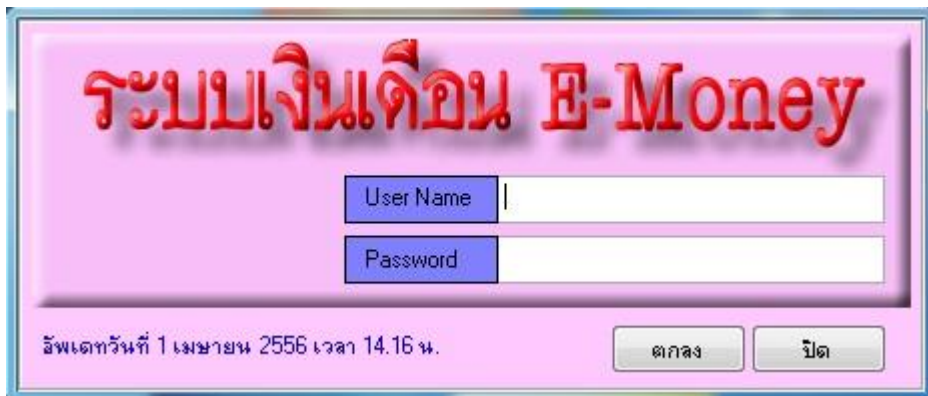 ระบบเงินเดือน E-Money
User Name
Password
อัพเดทวันที่ 1 เมษายน 2556 เวลา 14.16 น.
ตกลง ปิด